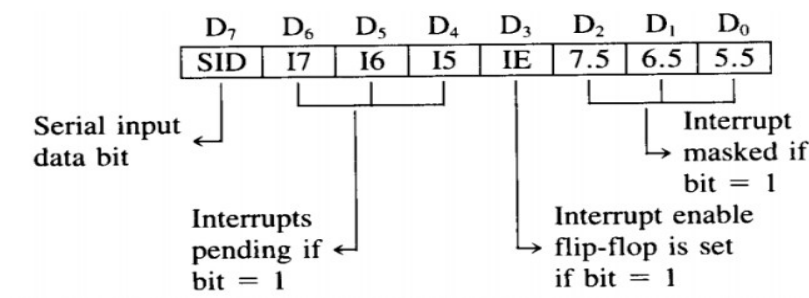 D₇ D₆ D₅ D₄ D₃ D₂ D₁ D₀
SID I7 I6 I5 IE 7.5 6.5 5.5
Serial input
data bit
Interrupts
pending if
bit = 1
Interrupt enable
flip-flop is set
if bit = 1
Interrupt
masked if
bit = 1